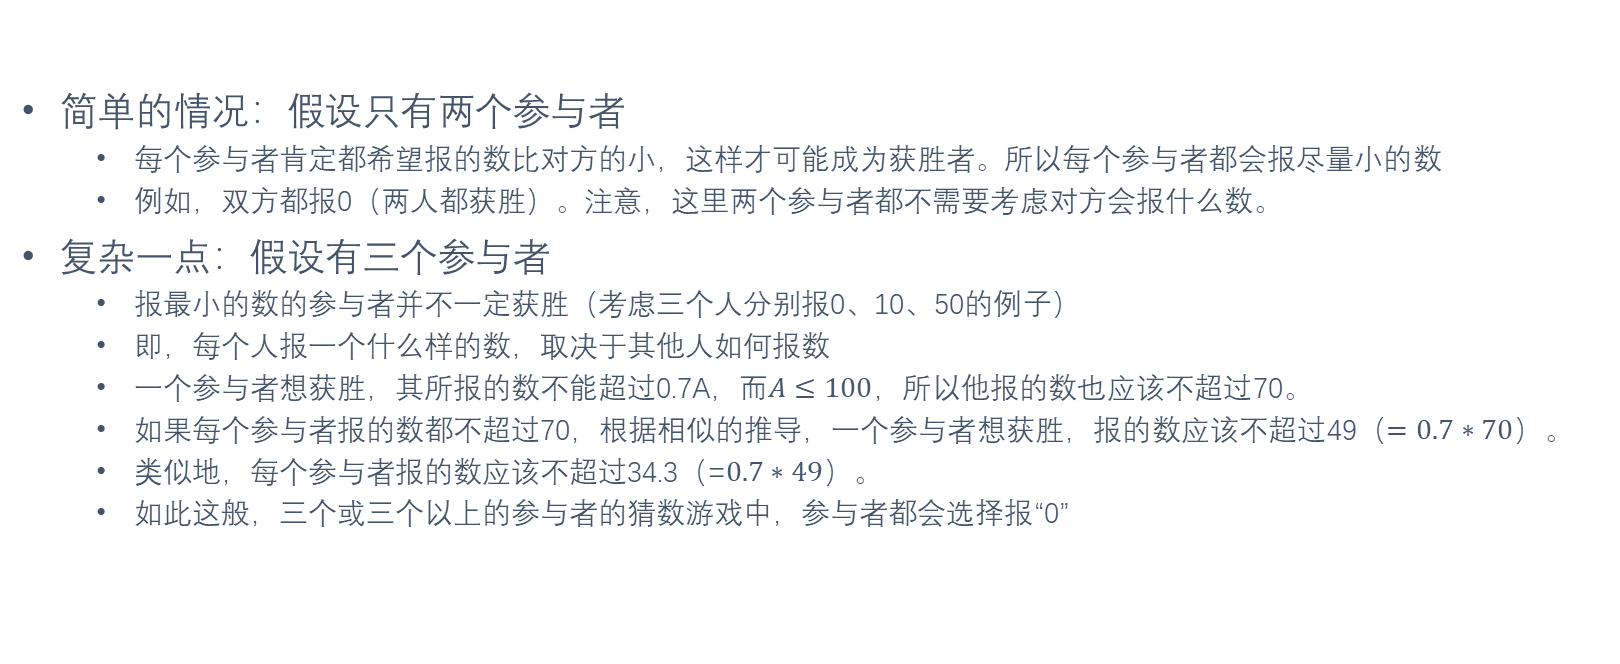 • 简单的情况：假设只有两个参与者
• 每个参与者肯定都希望报的数比对方的小，这样才可能成为获胜者。所以每个参与者都会报尽量小的数
• 例如，双方都报0（两人都获胜）。注意，这里两个参与者都不需要考虑对方会报什么数。
• 复杂一点：假设有三个参与者
• 报最小的数的参与者并不一定获胜（考虑三个人分别报0、10、50的例子）
• 即，每个人报一个什么样的数，取决于其他人如何报数
• 一个参与者想获胜，其所报的数不能超过0.7A，而A ≤ 100，所以他报的数也应该不超过70。
• 如果每个参与者报的数都不超过70，根据相似的推导，一个参与者想获胜，报的数应该不超过49（= 0.7 ∗ 70）。
• 类似地，每个参与者报的数应该不超过34.3（=0.7 ∗ 49）。
• 如此这般，三个或三个以上的参与者的猜数游戏中，参与者都会选择报“0”